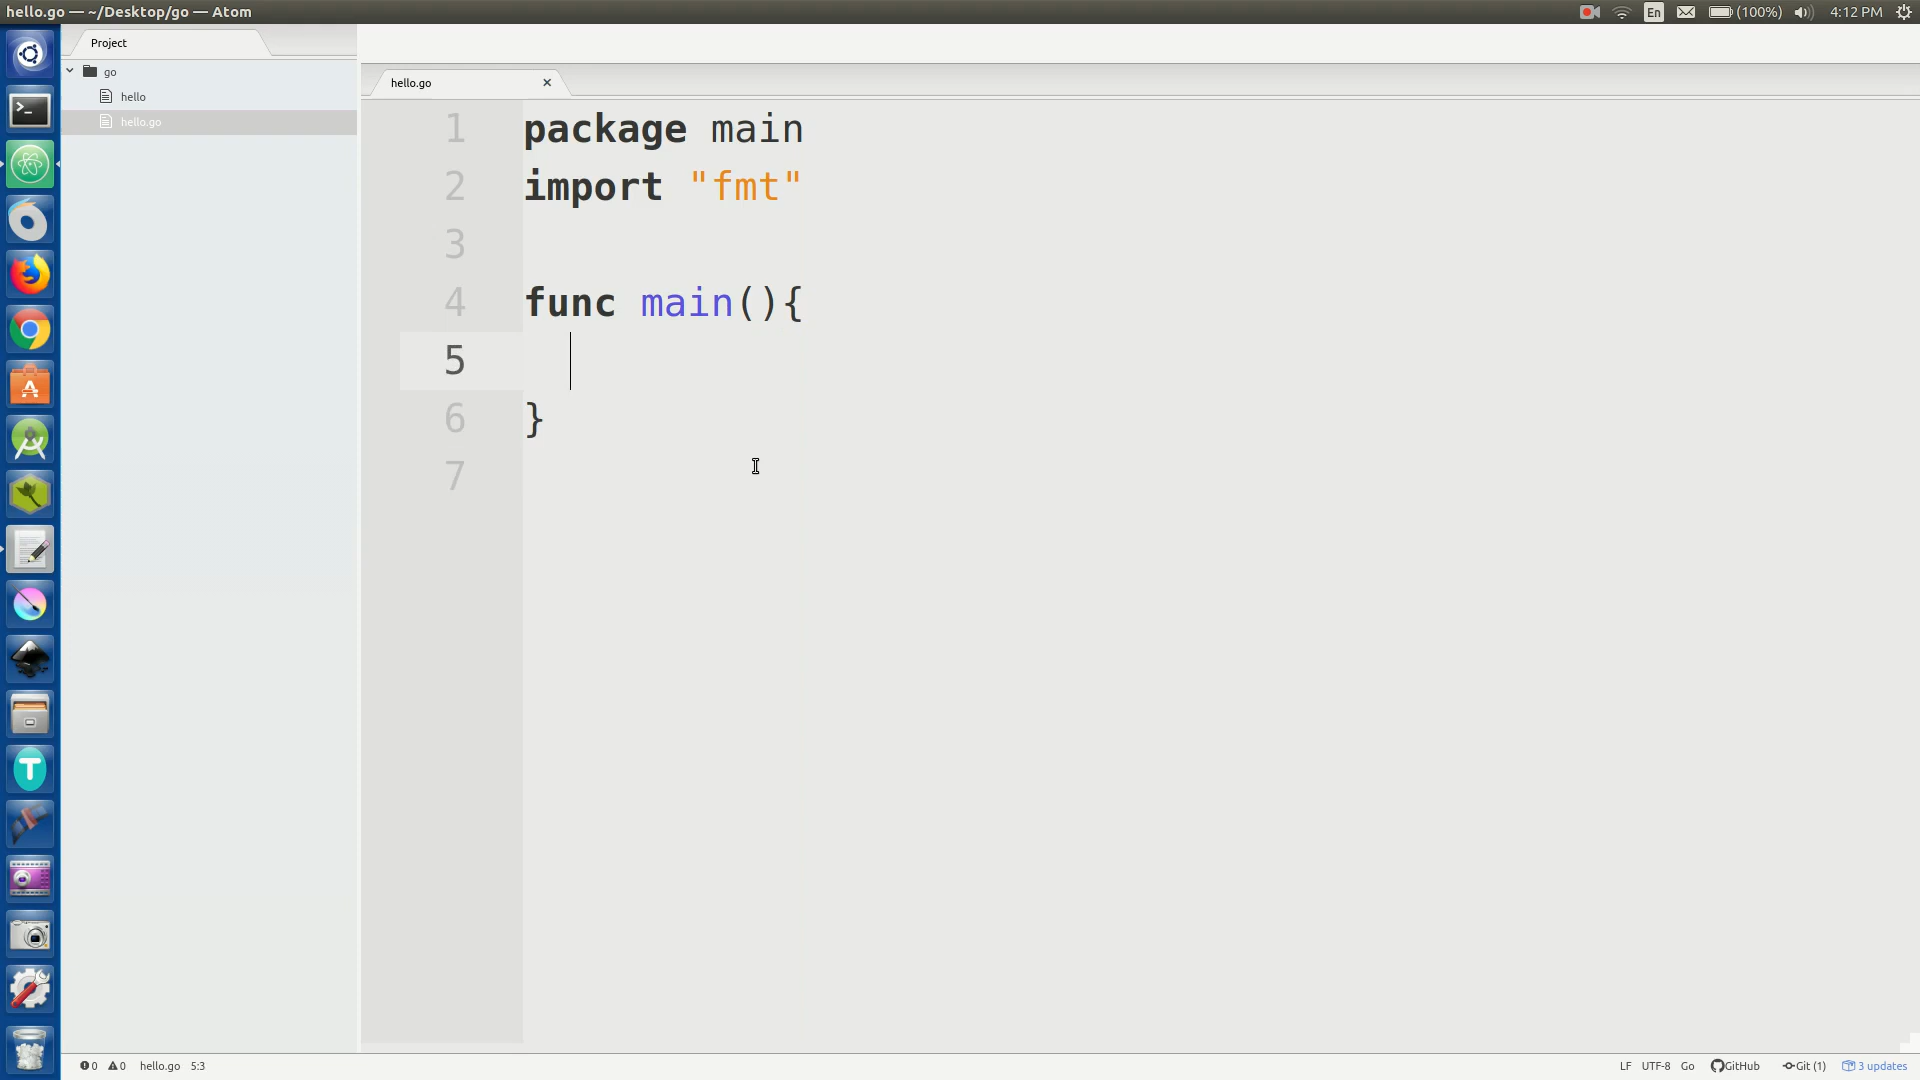 hello.go — ~/Desktop/go — Atom
En
(100%)
4:12 PM
Project
go
hello
hello.go
hello.go
1 package main
2 import "fmt"
3
4 func main(){
5
6 }
7
0 0 hello.go 5:3
LF UTF-8 Go GitHub Git (1) 3 updates